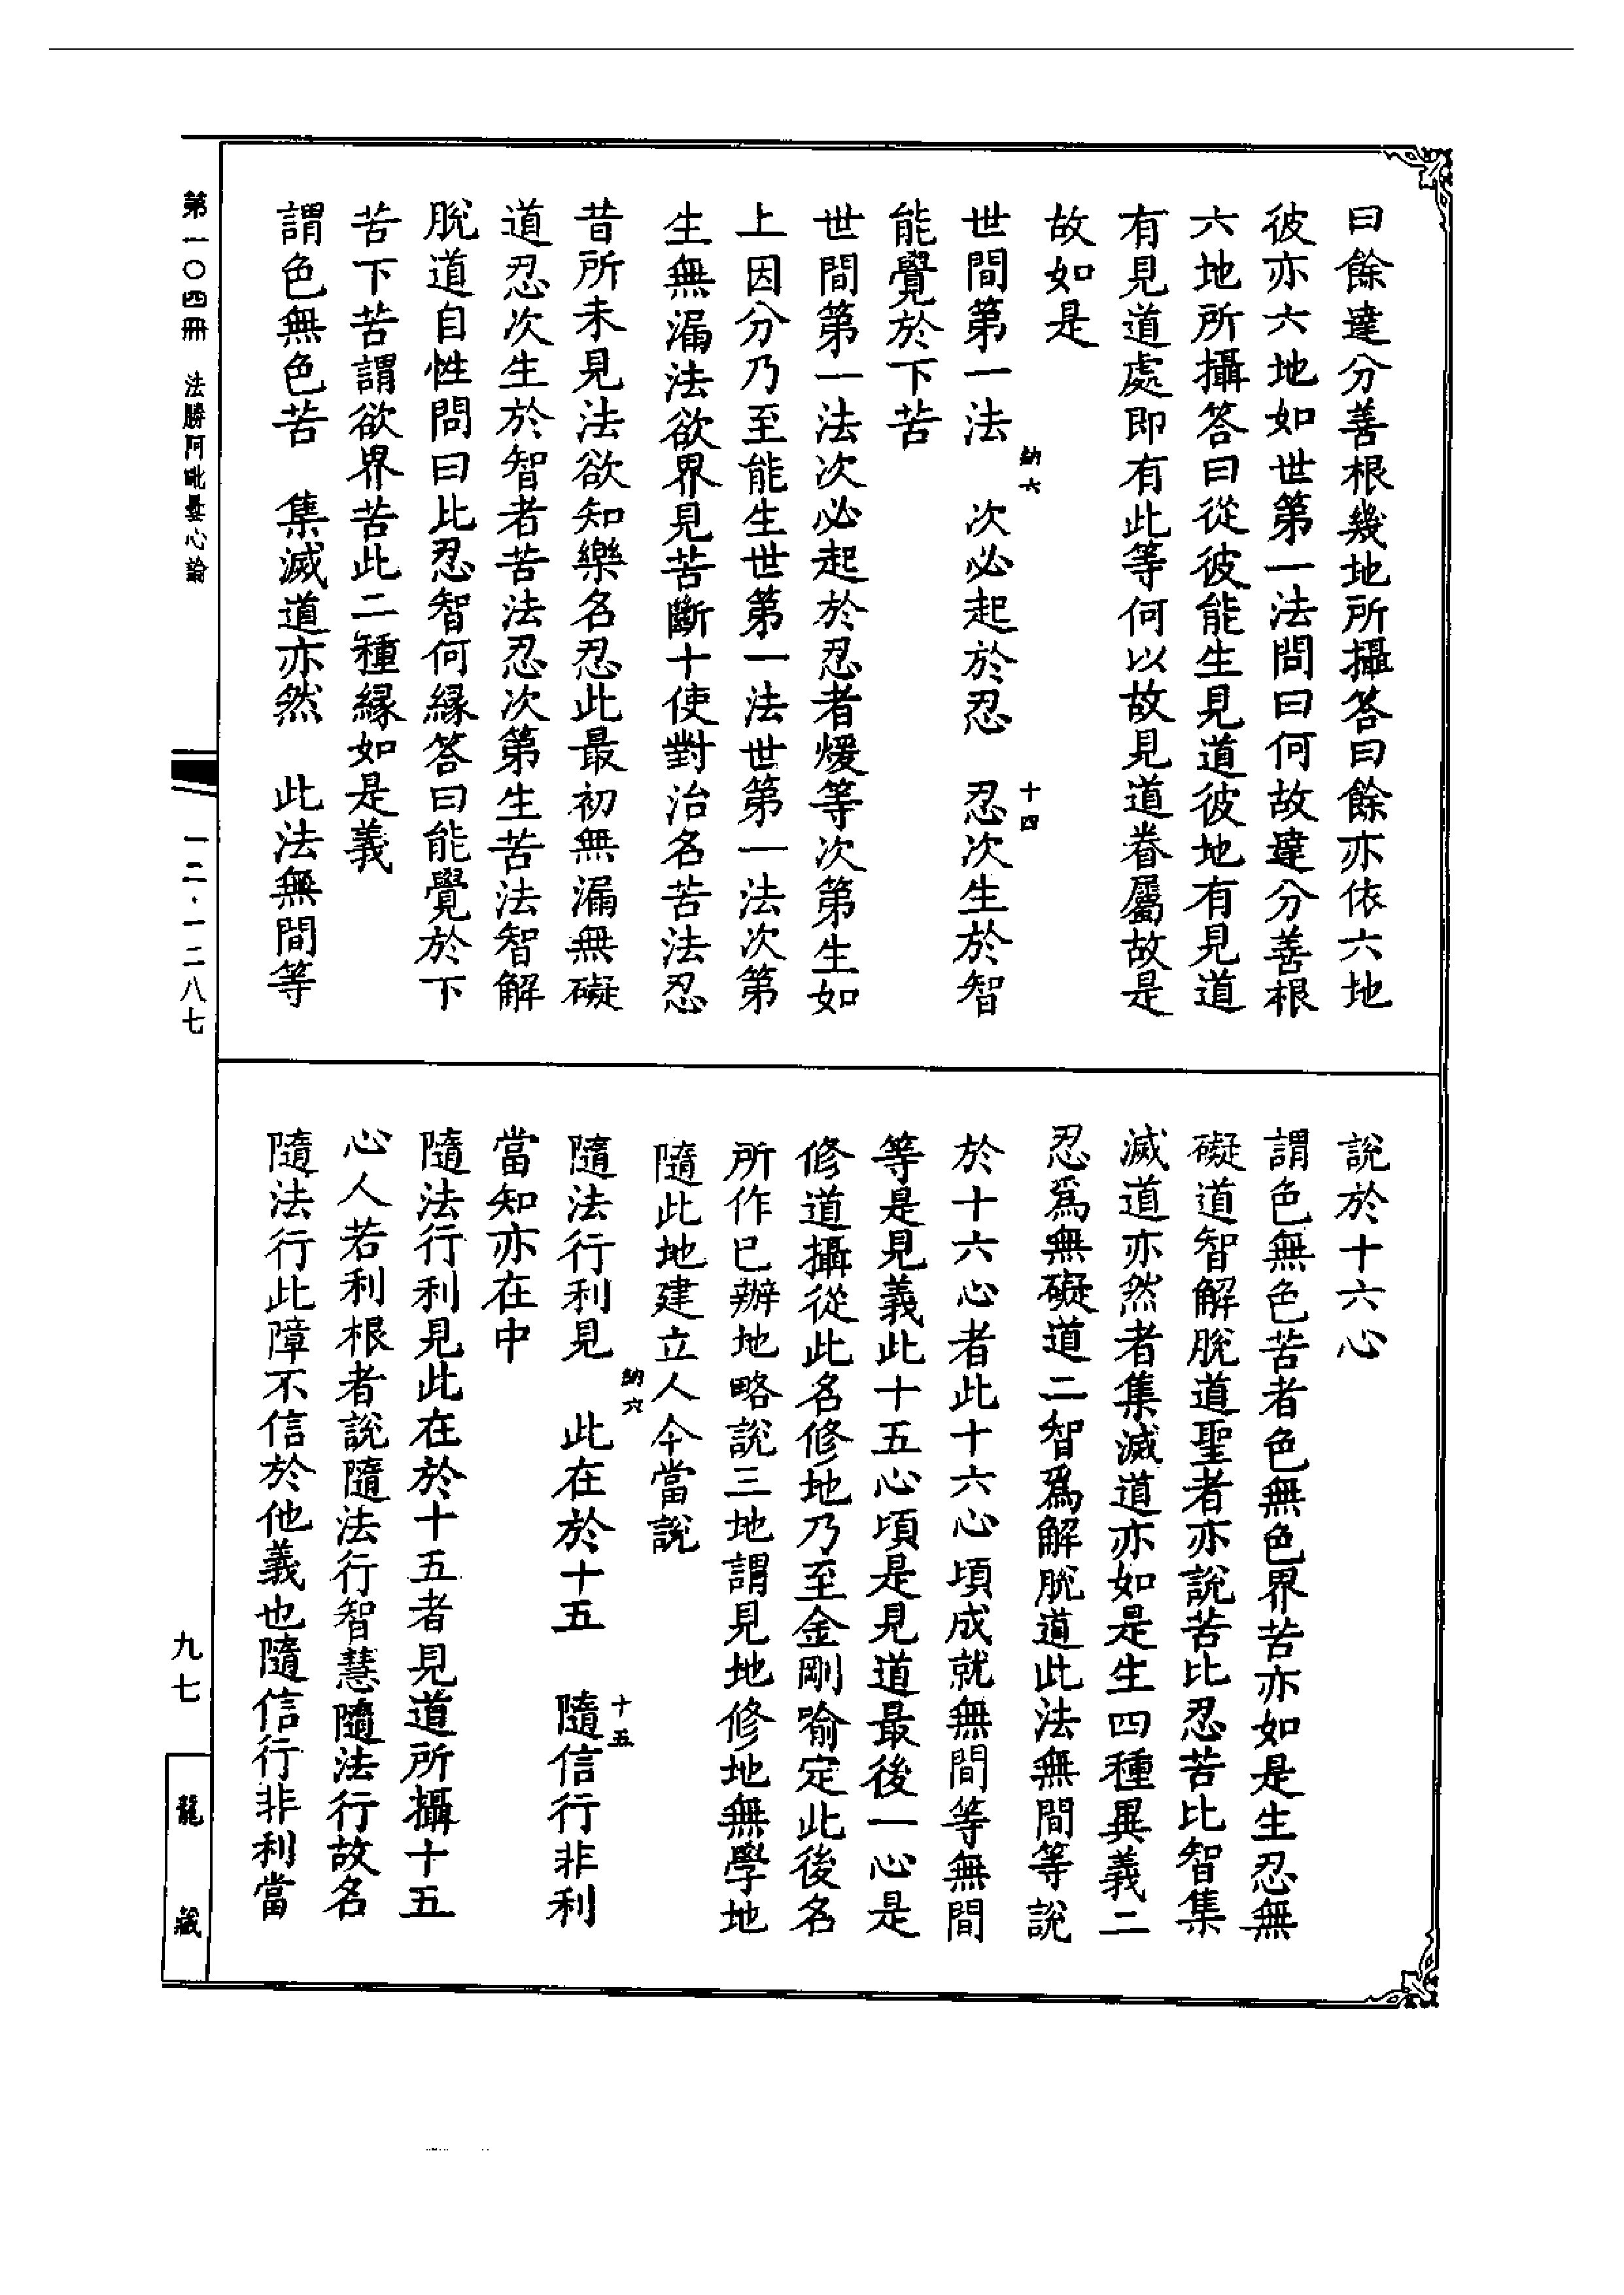 曰餘達分善根幾地所攝答曰餘亦依六地
彼亦六地如世第一法問曰何故達分善根
六地所攝答曰從彼能生見道彼地有見道
有見道處即有此等何以故見道眷屬故是
故如是
世間第一法　次必起於忍　忍次生於智
納六
十四
能覺於下苦
世間第一法次必起於忍者煖等次第生如
上因分乃至能生世第一法世第一法次第
生無漏法欲界見苦斷十使對治名苦法忍
昔所未見法欲知樂名忍此最初無漏無礙
道忍次生於智者苦法忍次第生苦法智解
脫道自性問曰比忍智何緣答曰能覺於下
苦下苦謂欲界苦此二種緣如是義
謂色無色苦　集滅道亦然　此法無間等
說於十六心
謂色無色苦者色無色界苦亦如是生忍無
礙道智解脫道聖者亦說苦比忍苦比智集
滅道亦然者集滅道亦如是生四種異義二
忍爲無礙道二智爲解脫道此法無間等說
於十六心者此十六心頃成就無間等無間
等是見義此十五心頃是見道最後一心是
修道攝從此名修地乃至金剛喻定此後名
所作已辦地略說三地謂見地修地無學地
隨此地建立人今當說
隨法行利見　此在於十五　隨信行非利
納六
十五
當知亦在中
隨法行利見此在於十五者見道所攝十五
心人若利根者說隨法行智慧隨法行故名
隨法行此障不信於他義也隨信行非利當
第一〇四冊　法勝阿毗曇心論
一二·一二八七
九七
龍藏